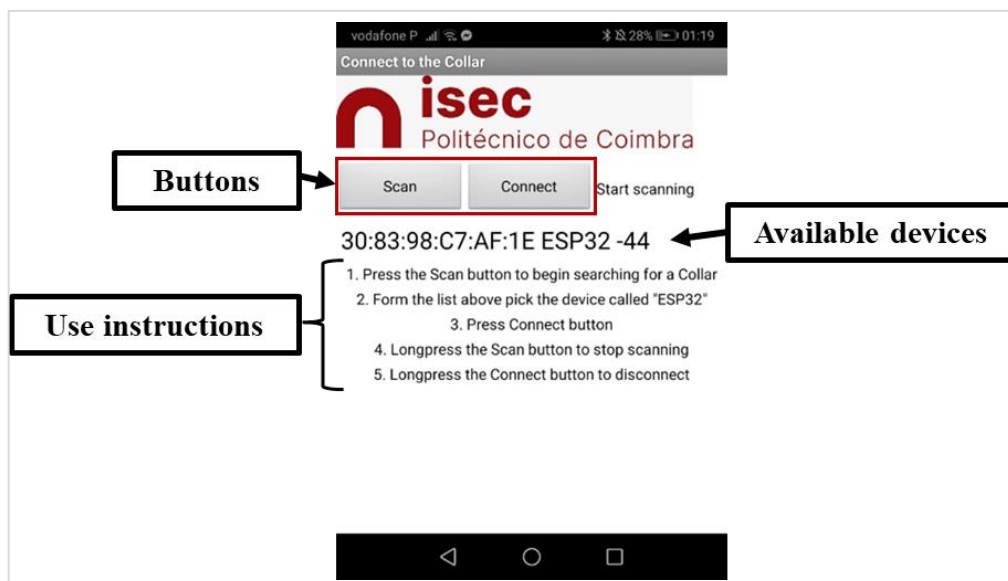 vodafone P 28% 01:19
Connect to the Collar
isec
Politécnico de Coimbra
Buttons
Scan Connect Start scanning
30:83:98:C7:AF:1E ESP32 -44
Available devices
Use instructions
1. Press the Scan button to begin searching for a Collar
2. Form the list above pick the device called "ESP32"
3. Press Connect button
4. Longpress the Scan button to stop scanning
5. Longpress the Connect button to disconnect